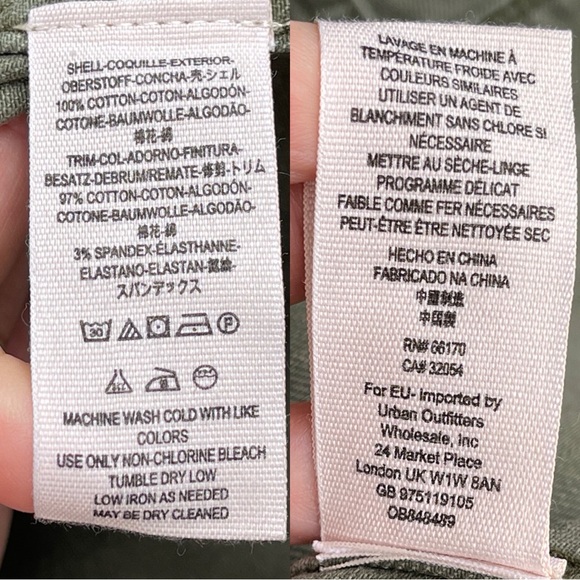 SHELL-COQUILLE-EXTERIOR-
OBERSTOFF-CONCHA-壳-シェル
100% COTTON-COTON-ALGODÓN-
COTONE-BAUMWOLLE-ALGODÃO-
棉花-綿
TRIM-COL-ADORNO-FINITURA-
BESATZ-DEBRUM/REMATE-修剪-トリム
97% COTTON-COTON-ALGODÓN-
COTONE-BAUMWOLLE-ALGODÃO-
棉花-綿
3% SPANDEX-ÉLASTHANNE-
ELASTANO-ELASTAN-
スパンデックス
30
P
MACHINE WASH COLD WITH LIKE
COLORS
USE ONLY NON-CHLORINE BLEACH
TUMBLE DRY LOW
LOW IRON AS NEEDED
MAY BE DRY CLEANED
LAVAGE EN MACHINE À
TEMPÉRATURE FROIDE AVEC
COULEURS SIMILAIRES
UTILISER UN AGENT DE
BLANCHIMENT SANS CHLORE SI
NÉCESSAIRE
METTRE AU SÈCHE-LINGE
PROGRAMME DÉLICAT
FAIBLE COMME FER NÉCESSAIRES
PEUT-ÊTRE ÊTRE NETTOYÉE SEC
HECHO EN CHINA
FABRICADO NA CHINA
中國制造
中国製
RN# 66170
CA# 32054
For EU- Imported by
Urban Outfitters
Wholesale, Inc
24 Market Place
London UK W1W 8AN
GB 975119105
OB848489